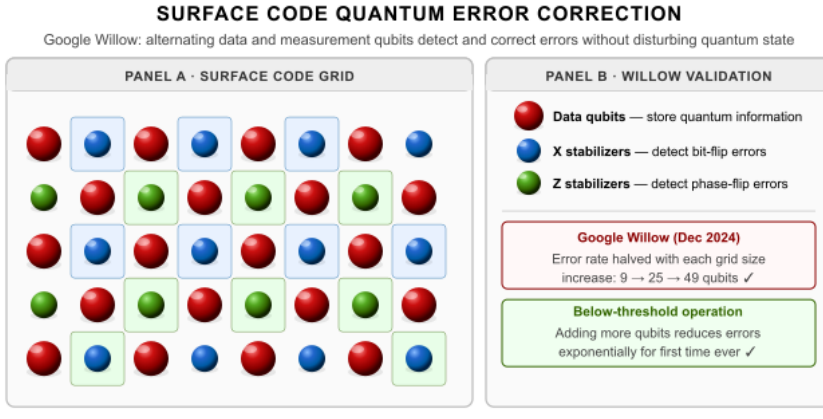 SURFACE CODE QUANTUM ERROR CORRECTION
Google Willow: alternating data and measurement qubits detect and correct errors without disturbing quantum state
PANEL A · SURFACE CODE GRID
PANEL B · WILLOW VALIDATION
Data qubits — store quantum information
X stabilizers — detect bit-flip errors
Z stabilizers — detect phase-flip errors
Google Willow (Dec 2024)
Error rate halved with each grid size
increase: 9 → 25 → 49 qubits ✓
Below-threshold operation
Adding more qubits reduces errors
exponentially for first time ever ✓